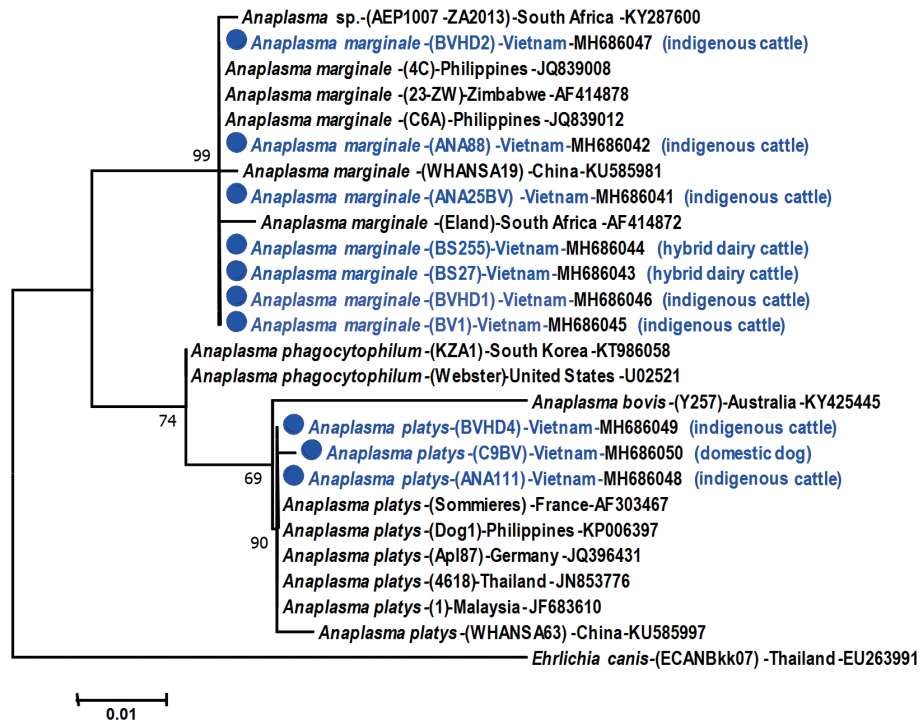 Anaplasma sp.-(AEP1007 -ZA2013)-South Africa -KY287600
Anaplasma marginale-(BVHD2)-Vietnam-MH686047 (indigenous cattle)
Anaplasma marginale -(4C)-Philippines-JQ839008
Anaplasma marginale -(23-ZW)-Zimbabwe-AF414878
Anaplasma marginale -(C6A)-Philippines-JQ839012
Anaplasma marginale-(ANA88) -Vietnam-MH686042 (indigenous cattle)
99
Anaplasma marginale -(WHANSA19) -China-KU585981
Anaplasma marginale-(ANA25BV) -Vietnam-MH686041 (indigenous cattle)
Anaplasma marginale -(Eland)-South Africa -AF414872
Anaplasma marginale-(BS255)-Vietnam-MH686044 (hybrid dairy cattle)
Anaplasma marginale-(BS27)-Vietnam-MH686043 (hybrid dairy cattle)
Anaplasma marginale-(BVHD1)-Vietnam-MH686046 (indigenous cattle)
Anaplasma marginale-(BV1)-Vietnam-MH686045 (indigenous cattle)
Anaplasma phagocytophilum-(KZA1)-South Korea-KT986058
Anaplasma phagocytophilum-(Webster)-United States -U02521
74
Anaplasma bovis-(Y257)-Australia-KY425445
Anaplasma platys-(BVHD4)-Vietnam-MH686049 (indigenous cattle)
Anaplasma platys-(C9BV)-Vietnam-MH686050 (domestic dog)
69
Anaplasma platys-(ANA111)-Vietnam-MH686048 (indigenous cattle)
Anaplasma platys-(Sommieres) -France-AF303467
Anaplasma platys-(Dog1)-Philippines-KP006397
90
Anaplasma platys-(Apl87)-Germany-JQ396431
Anaplasma platys-(4618)-Thailand-JN853776
Anaplasma platys-(1)-Malaysia-JF683610
Anaplasma platys-(WHANSA63) -China-KU585997
Ehrlichia canis-(ECANBkk07) -Thailand-EU263991
0.01